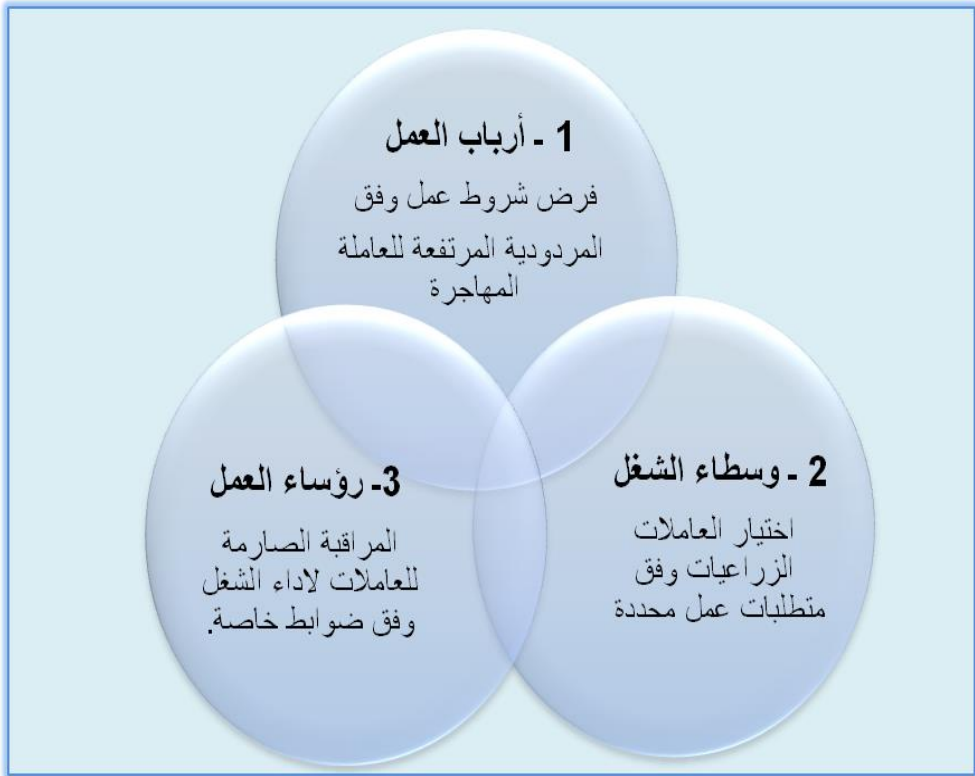 1 - أرباب العمل
فرض شروط عمل وفق
المردودية المرتفعة للعاملة
المهاجرة
2 - وسطاء الشغل
اختيار العاملات
الزراعيات وفق
متطلبات عمل محددة
3- رؤساء العمل
المراقبة الصارمة
للعاملات لاداء الشغل
وفق ضوابط خاصة.